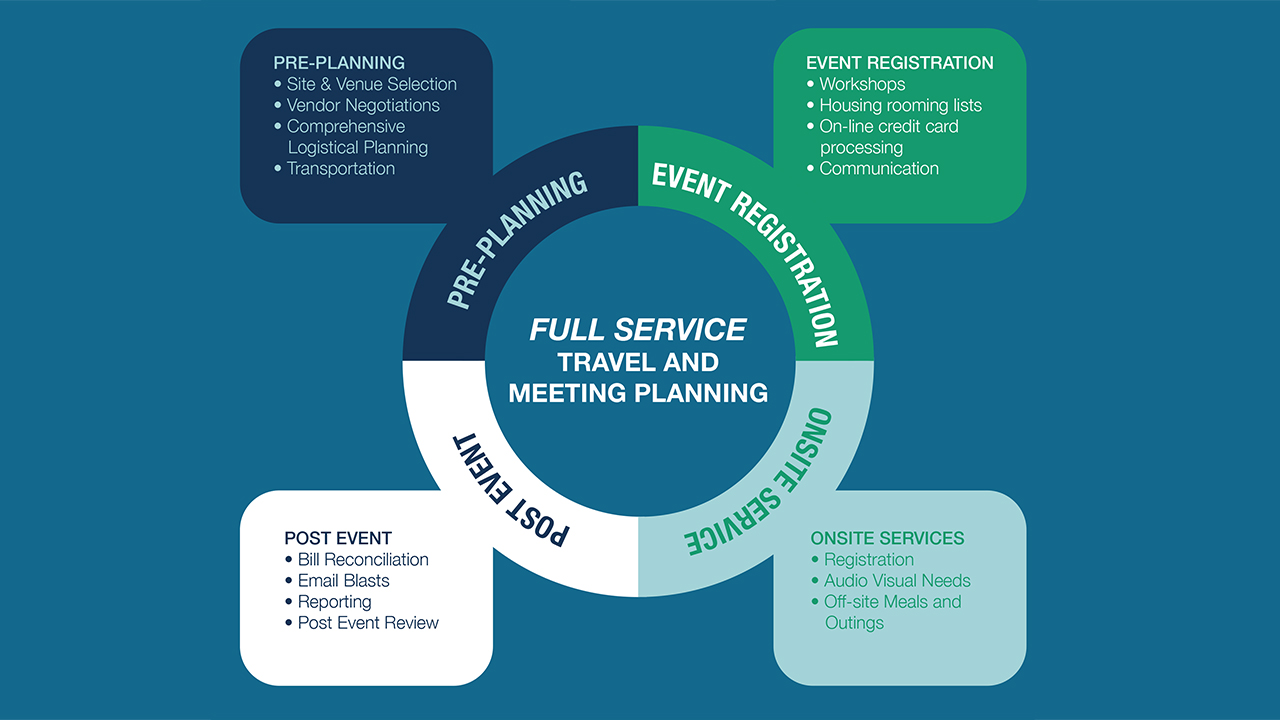 PRE-PLANNING
• Site & Venue Selection
• Vendor Negotiations
• Comprehensive
Logistical Planning
• Transportation
EVENT REGISTRATION
• Workshops
• Housing rooming lists
• On-line credit card
processing
• Communication
PRE-PLANNING
EVENT REGISTRATION
FULL SERVICE
TRAVEL AND
MEETING PLANNING
POST EVENT
ONSITE SERVICE
POST EVENT
• Bill Reconciliation
• Email Blasts
• Reporting
• Post Event Review
ONSITE SERVICES
• Registration
• Audio Visual Needs
• Off-site Meals and
Outings